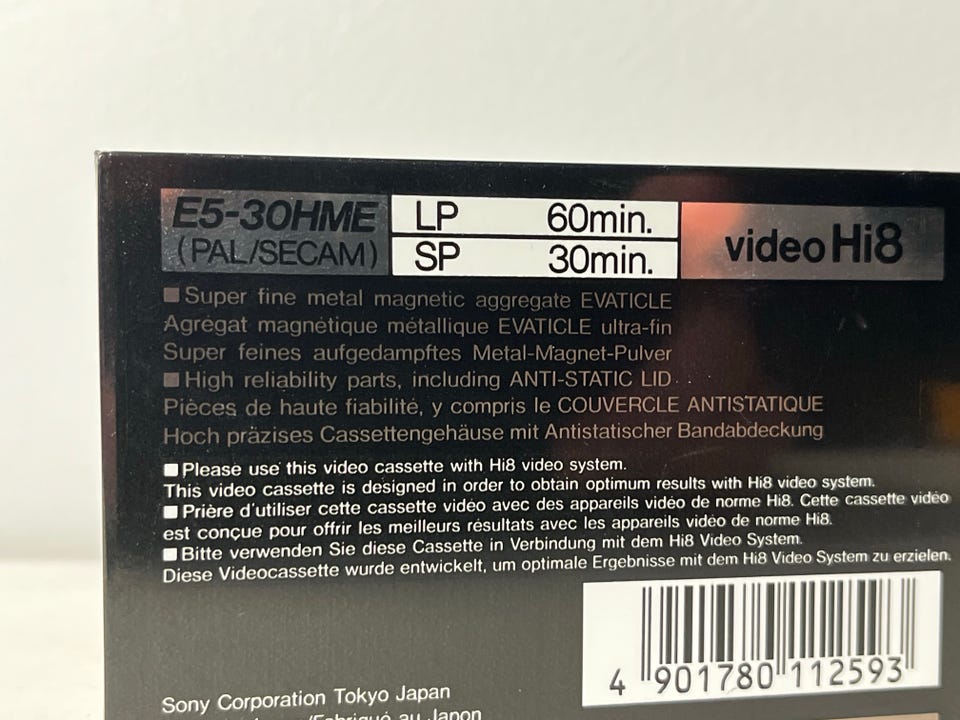 E5-30HME
(PAL/SECAM)
LP 60min.
SP 30min.
video Hi8
■Super fine metal magnetic aggregate EVATICLE
Agrégat magnétique métallique EVATICLE ultra-fin
Super feines aufgedampftes Metal-Magnet-Pulver
■High reliability parts, including ANTI-STATIC LID
Pièces de haute fiabilité, y compris le COUVERCLE ANTISTATIQUE
Hoch präzises Cassettengehäuse mit Antistatischer Bandabdeckung
■Please use this video cassette with Hi8 video system.
This video cassette is designed in order to obtain optimum results with Hi8 video system.
■Prière d'utiliser cette cassette vidéo avec des appareils vidéo de norme Hi8. Cette cassette vidéo
est conçue pour offrir les meilleurs résultats avec les appareils vidéo de norme Hi8.
■Bitte verwenden Sie diese Cassette in Verbindung mit dem Hi8 Video System.
Diese Videocassette wurde entwickelt, um optimale Ergebnisse mit dem Hi8 Video System zu erzielen.
4 901780 112593
Sony Corporation Tokyo Japan
/Fabriqué au Japon